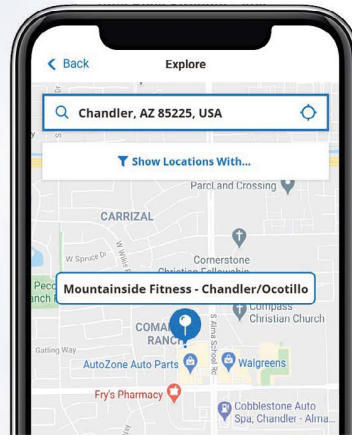 Back
Explore
Chandler, AZ 85225, USA
Show Locations With...
ParcLand Crossing
CARRIZAL
W Spruce Dr
Cornerstone
Christian Fellowship
Mountainside Fitness - Chandler/Ocotillo
Compass
Christian Church
S Alma School Rd
Gatling Way
AutoZone Auto Parts
Walgreens
Fry's Pharmacy
Cobblestone Auto
Spa, Chandler - Alma...